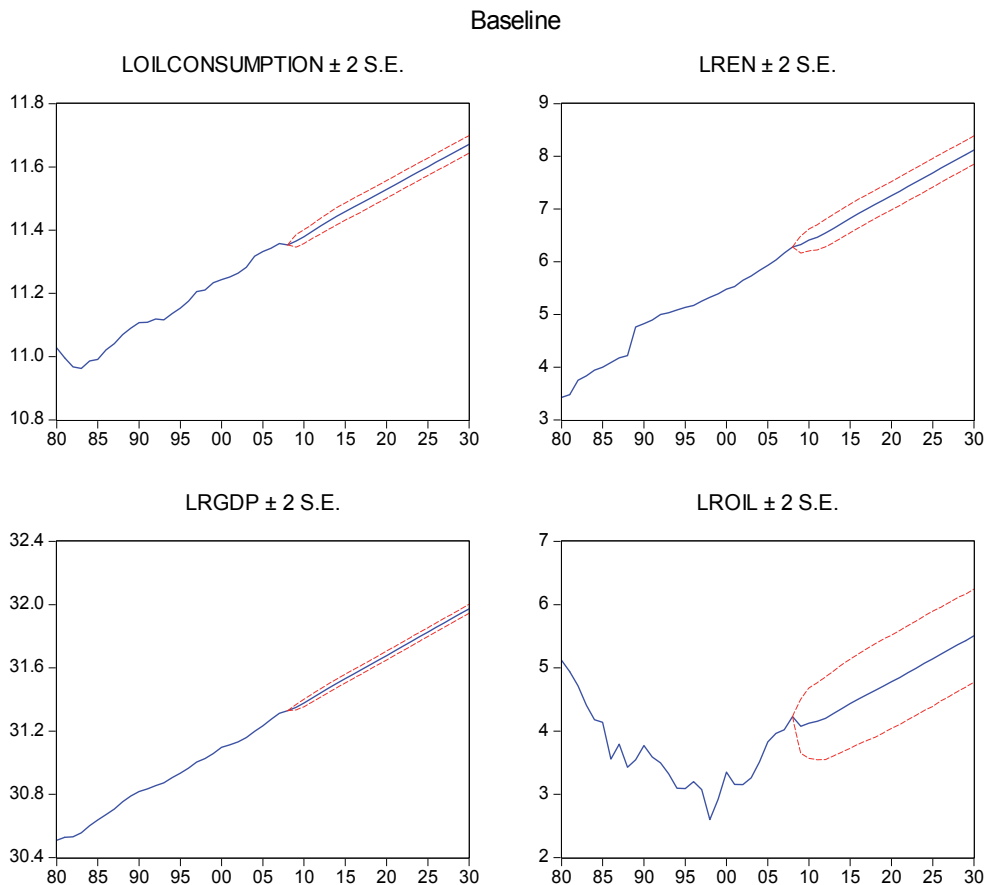 Baseline
LOILCONSUMPTION ± 2 S.E.
11.8
11.6
11.4
11.2
11.0
10.8
80 85 90 95 00 05 10 15 20 25 30
LREN ± 2 S.E.
9
8
7
6
5
4
3
80 85 90 95 00 05 10 15 20 25 30
LRGDP ± 2 S.E.
32.4
32.0
31.6
31.2
30.8
30.4
80 85 90 95 00 05 10 15 20 25 30
LROIL ± 2 S.E.
7
6
5
4
3
2
80 85 90 95 00 05 10 15 20 25 30